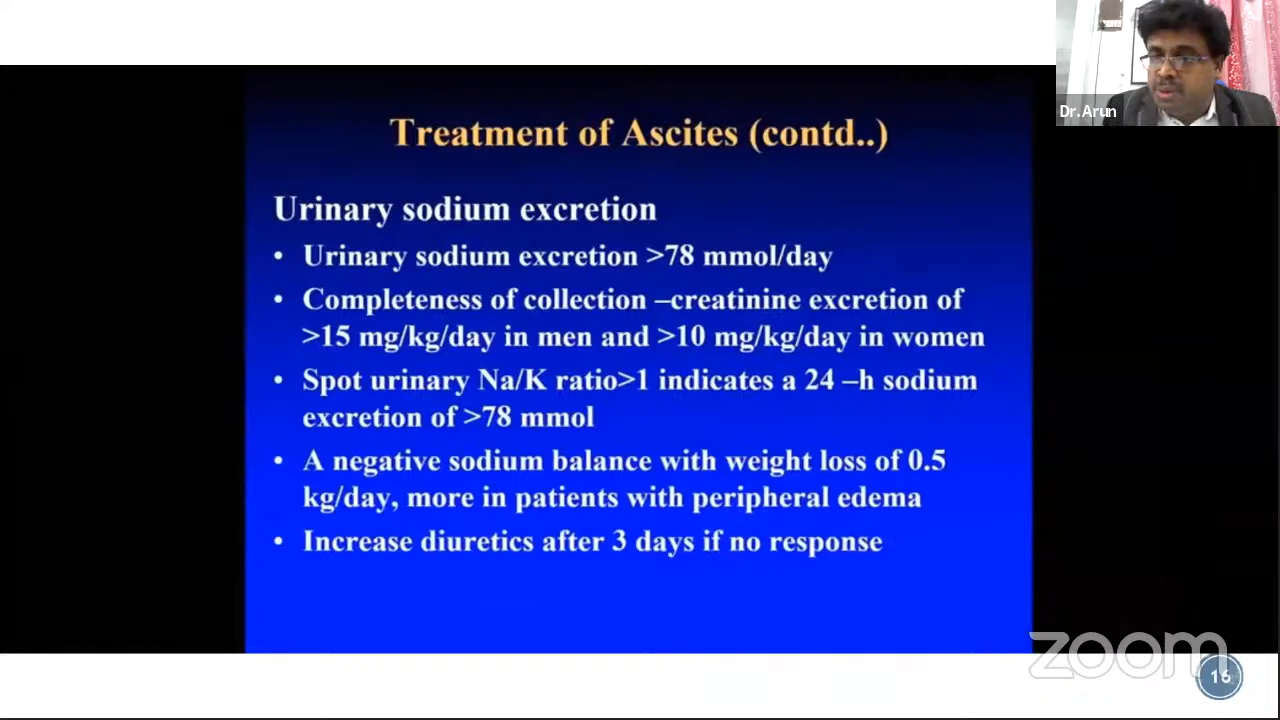 Dr.Arun
Treatment of Ascites (contd..)
Urinary sodium excretion
• Urinary sodium excretion >78 mmol/day
• Completeness of collection –creatinine excretion of
>15 mg/kg/day in men and >10 mg/kg/day in women
• Spot urinary Na/K ratio>1 indicates a 24 –h sodium
excretion of >78 mmol
• A negative sodium balance with weight loss of 0.5
kg/day, more in patients with peripheral edema
• Increase diuretics after 3 days if no response
zoom
16